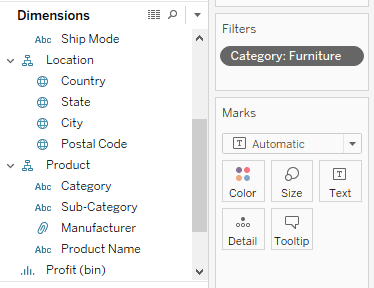 Dimensions
Abc Ship Mode
Location
Country
State
City
Postal Code
Product
Abc Category
Abc Sub-Category
Manufacturer
Abc Product Name
Profit (bin)
Filters
Category: Furniture
Marks
T Automatic
Color Size T Text
Detail Tooltip